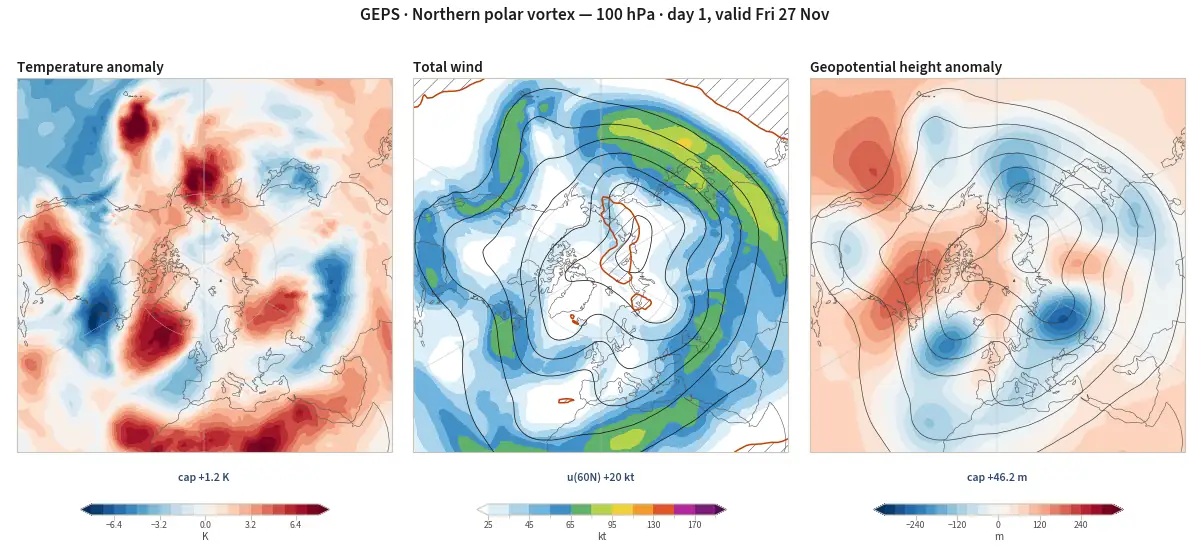 GEPS · Northern polar vortex — 100 hPa · day 1, valid Fri 27 Nov
Temperature anomaly
Total wind
Geopotential height anomaly
cap +1.2 K
u(60N) +20 kt
cap +46.2 m
−6.4 −3.2 0.0 3.2 6.4
K
25 45 65 95 130 170
kt
−240 −120 0 120 240
m